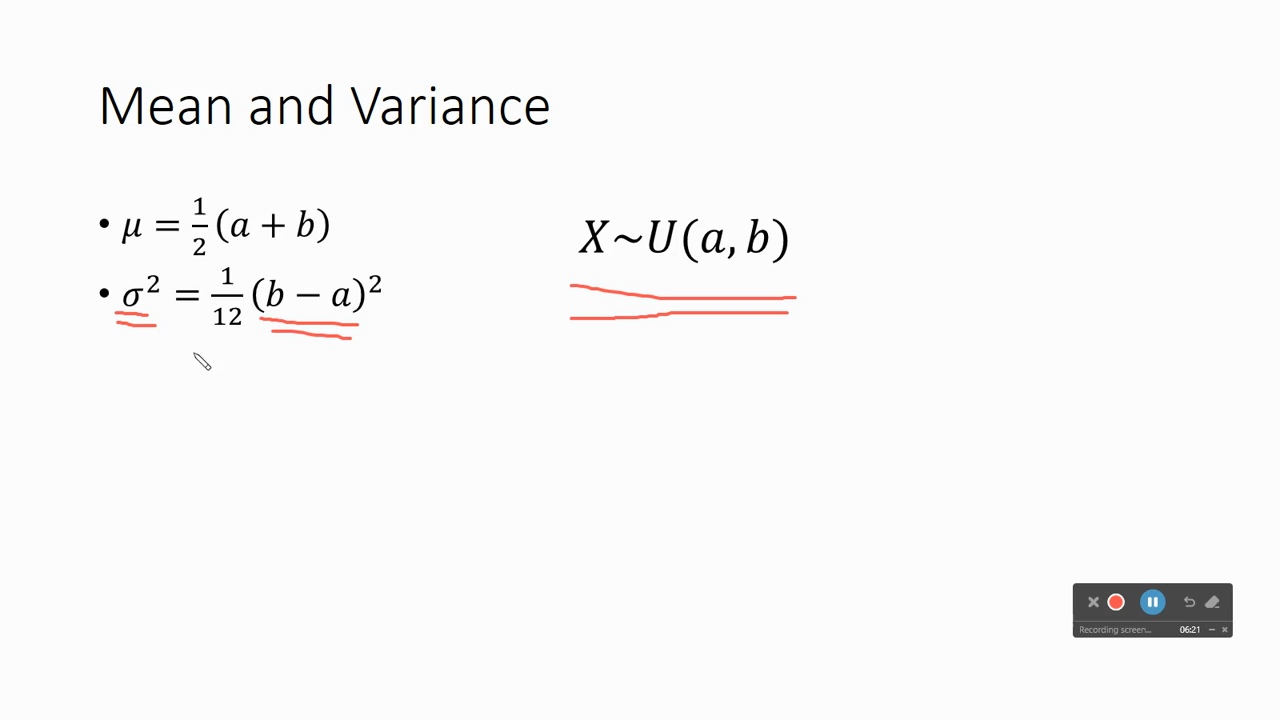 Mean and Variance
• μ = 1/2 (a + b)
• σ² = 1/12 (b − a)²
X~U(a, b)
Recording screen... 06:21